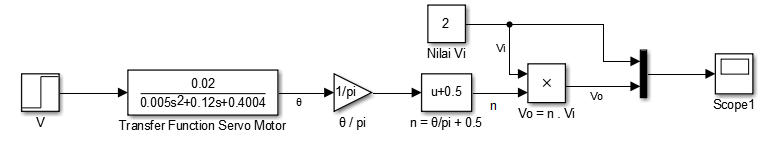 2
Nilai Vi
Vi
0.02
0.005s²+0.12s+0.4004
θ
1/pi
u+0.5
n
×
Vo
V
Transfer Function Servo Motor
θ / pi
n = θ/pi + 0.5
Vo = n . Vi
Scope1